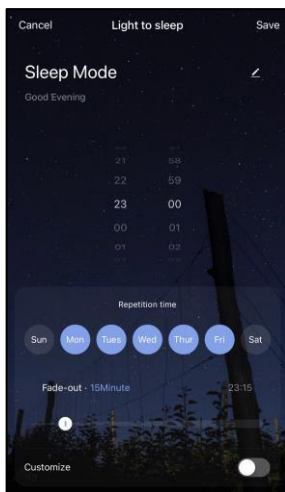 Cancel Light to sleep Save
Sleep Mode
Good Evening
21 58
22 59
23 00
00 01
01 02
Repetition time
Sun Mon Tues Wed Thur Fri Sat
Fade-out · 15Minute 23:15
Customize